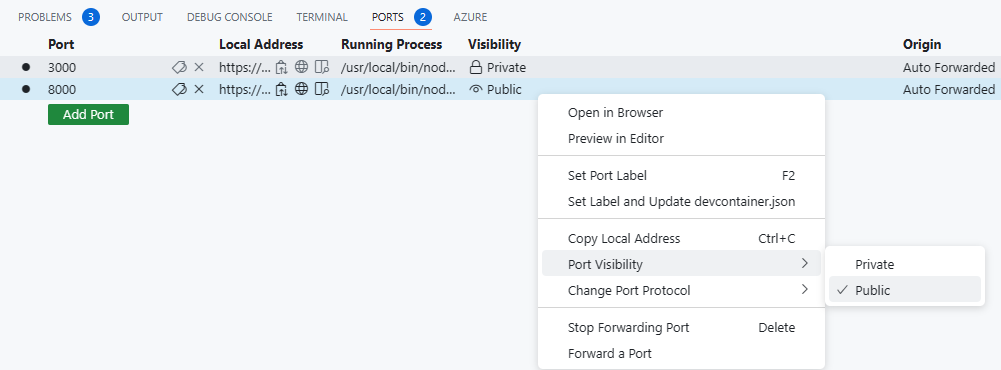 PROBLEMS 3 OUTPUT DEBUG CONSOLE TERMINAL PORTS 2 AZURE
Port Local Address Running Process Visibility Origin
3000 https://... /usr/local/bin/nod... Private Auto Forwarded
8000 https://... /usr/local/bin/nod... Public Auto Forwarded
Add Port
Open in Browser
Preview in Editor
Set Port Label F2
Set Label and Update devcontainer.json
Copy Local Address Ctrl+C
Port Visibility
Change Port Protocol
Stop Forwarding Port Delete
Forward a Port
Private
Public